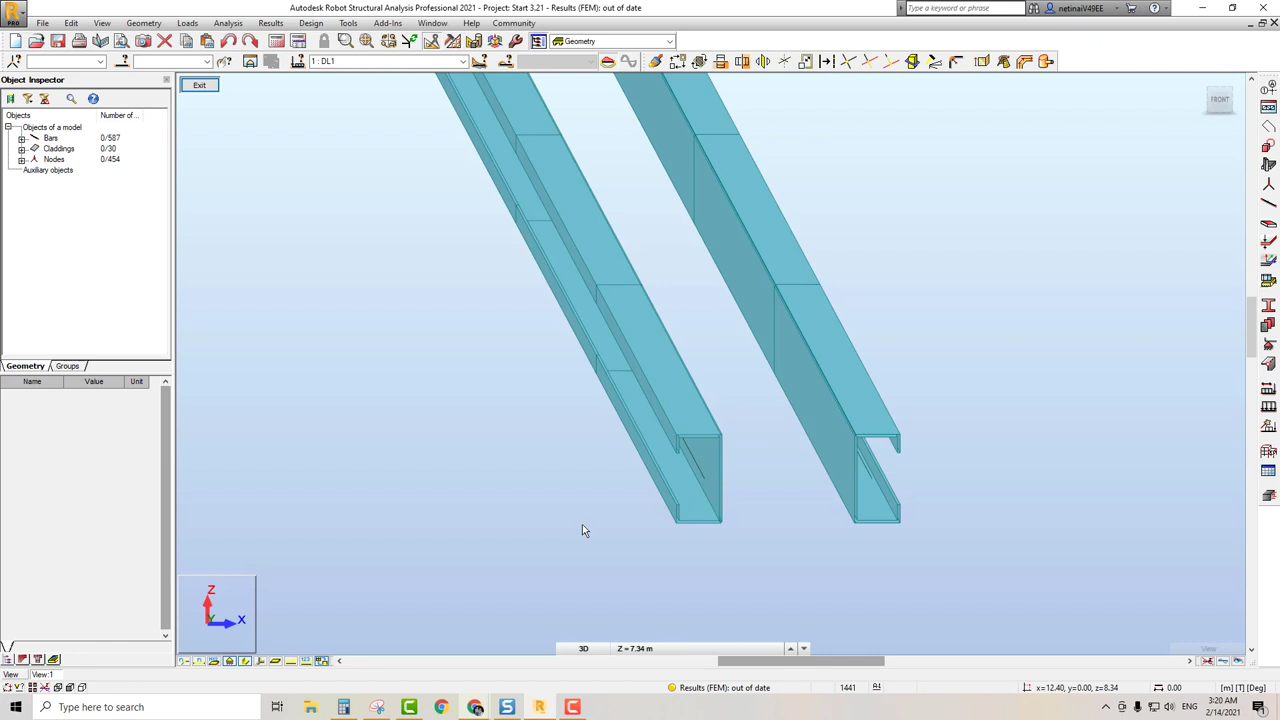 Autodesk Robot Structural Analysis Professional 2021 - Project: Start 3.21 - Results (FEM): out of date
Type a keyword or phrase
netinaiV49EE
PRO
File Edit View Geometry Loads Analysis Results Design Tools Add-Ins Window Help Community
Geometry
1 : DL1
Object Inspector
Exit
FRONT
Objects Number of...
Objects of a model
Bars 0/587
Claddings 0/30
Nodes 0/454
Auxiliary objects
Geometry Groups
Name Value Unit
Z
Y
X
3D Z = 7.34 m
View
View View:1
Results (FEM): out of date 1441 x=12.40, y=0.00, z=8.34 0.00 [m] [T] [Deg]
Type here to search
ENG 3:20 AM
2/14/2021